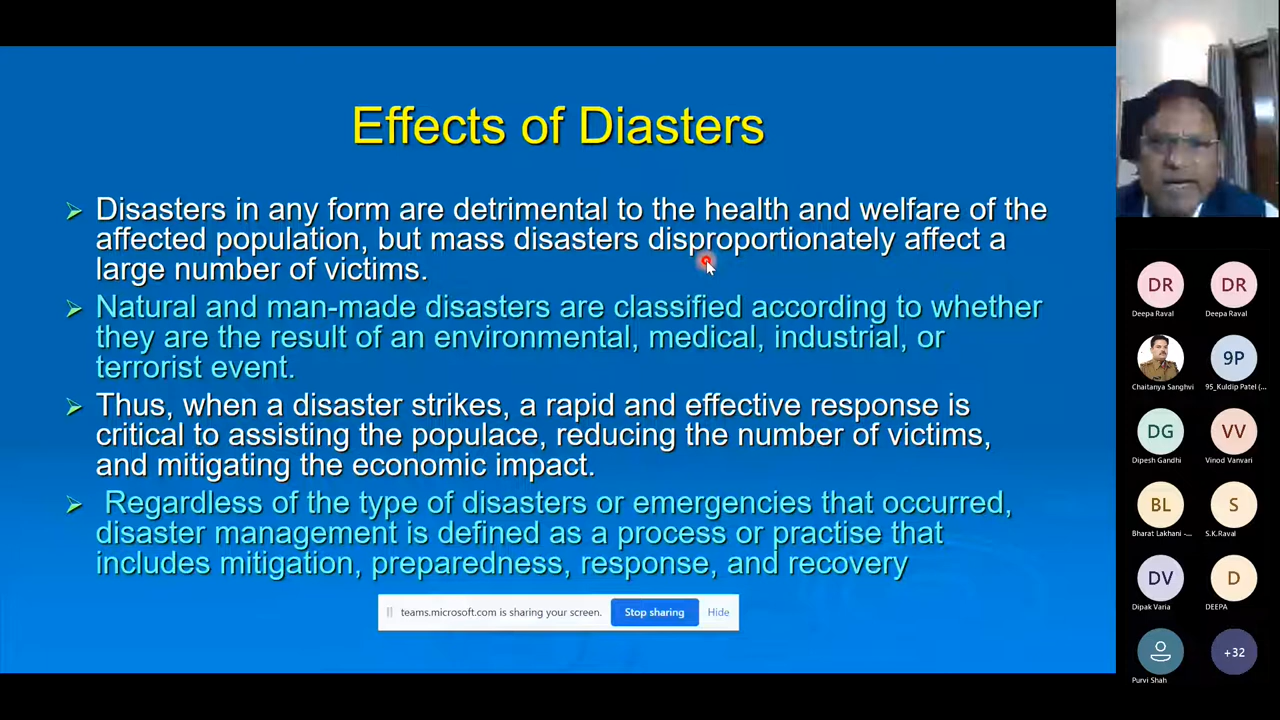 Effects of Diasters
Disasters in any form are detrimental to the health and welfare of the
affected population, but mass disasters disproportionately affect a
large number of victims.
Natural and man-made disasters are classified according to whether
they are the result of an environmental, medical, industrial, or
terrorist event.
Thus, when a disaster strikes, a rapid and effective response is
critical to assisting the populace, reducing the number of victims,
and mitigating the economic impact.
Regardless of the type of disasters or emergencies that occurred,
disaster management is defined as a process or practise that
includes mitigation, preparedness, response, and recovery
teams.microsoft.com is sharing your screen. Stop sharing Hide
DR DR
Deepa Raval Deepa Raval
9P
Chaitanya Sanghvi 95_Kuldip Patel (...
DG VV
Dipesh Gandhi Vinod Vanvari
BL S
Bharat Lakhani -... S.K.Raval
DV D
Dipak Varia DEEPA
+32
Purvi Shah